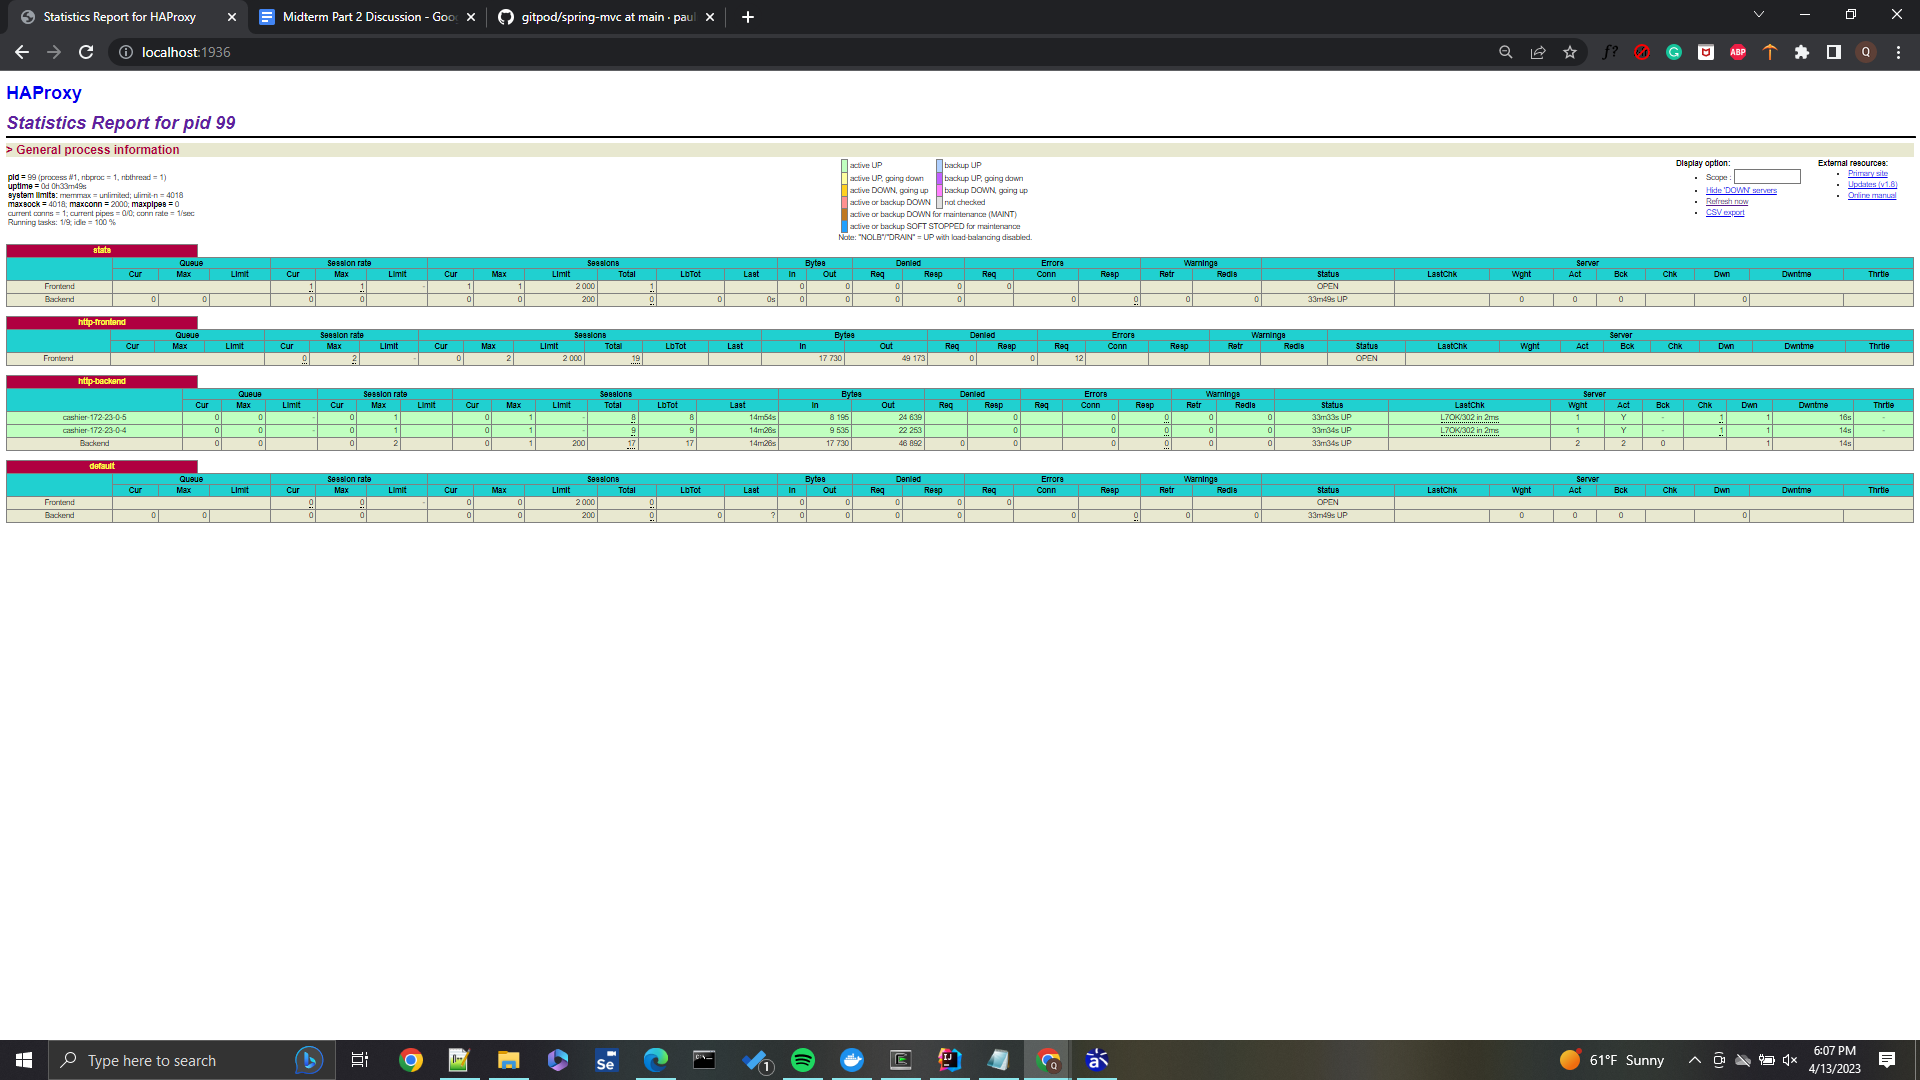 Statistics Report for HAProxy
Midterm Part 2 Discussion - Goo
gitpod/spring-mvc at main · paul
localhost:1936
HAProxy
Statistics Report for pid 99
> General process information
pid = 99 (process #1, nbproc = 1, nbthread = 1)
uptime = 0d 0h33m49s
system limits: memmax = unlimited; ulimit-n = 4018
maxsock = 4018; maxconn = 2000; maxpipes = 0
current conns = 1; current pipes = 0/0; conn rate = 1/sec
Running tasks: 1/9; idle = 100 %
active UP backup UP
active UP, going down backup UP, going down
active DOWN, going up backup DOWN, going up
active or backup DOWN not checked
active or backup DOWN for maintenance (MAINT)
active or backup SOFT STOPPED for maintenance
Note: "NOLB"/"DRAIN" = UP with load-balancing disabled.
Display option:
Scope :
Hide 'DOWN' servers
Refresh now
CSV export
External resources:
Primary site
Updates (v1.8)
Online manual
stats
Queue Session rate Sessions Bytes Denied Errors Warnings Server
Cur Max Limit Cur Max Limit Cur Max Limit Total LbTot Last In Out Req Resp Req Conn Resp Retr Redis Status LastChk Wght Act Bck Chk Dwn Dwntme Thrtle
Frontend 1 1 - 1 1 2 000 1 0 0 0 0 0 OPEN
Backend 0 0 0 0 0 0 200 0 0 0s 0 0 0 0 0 0 0 0 33m49s UP 0 0 0 0
http-frontend
Queue Session rate Sessions Bytes Denied Errors Warnings Server
Cur Max Limit Cur Max Limit Cur Max Limit Total LbTot Last In Out Req Resp Req Conn Resp Retr Redis Status LastChk Wght Act Bck Chk Dwn Dwntme Thrtle
Frontend 0 2 - 0 2 2 000 19 17 730 49 173 0 0 12 OPEN
http-backend
Queue Session rate Sessions Bytes Denied Errors Warnings Server
Cur Max Limit Cur Max Limit Cur Max Limit Total LbTot Last In Out Req Resp Req Conn Resp Retr Redis Status LastChk Wght Act Bck Chk Dwn Dwntme Thrtle
cashier-172-23-0-5 0 0 - 0 1 0 1 - 8 8 14m54s 8 195 24 639 0 0 0 0 0 33m33s UP L7OK/302 in 2ms 1 Y - 1 1 16s -
cashier-172-23-0-4 0 0 - 0 1 0 1 - 9 9 14m26s 9 535 22 253 0 0 0 0 0 33m34s UP L7OK/302 in 2ms 1 Y - 1 1 14s -
Backend 0 0 0 2 0 1 200 17 17 14m26s 17 730 46 892 0 0 0 0 0 0 33m34s UP 2 2 0 1 14s
default
Queue Session rate Sessions Bytes Denied Errors Warnings Server
Cur Max Limit Cur Max Limit Cur Max Limit Total LbTot Last In Out Req Resp Req Conn Resp Retr Redis Status LastChk Wght Act Bck Chk Dwn Dwntme Thrtle
Frontend 0 0 - 0 0 2 000 0 0 0 0 0 0 OPEN
Backend 0 0 0 0 0 0 200 0 0 ? 0 0 0 0 0 0 0 0 33m49s UP 0 0 0 0
Type here to search
61°F Sunny
6:07 PM
4/13/2023